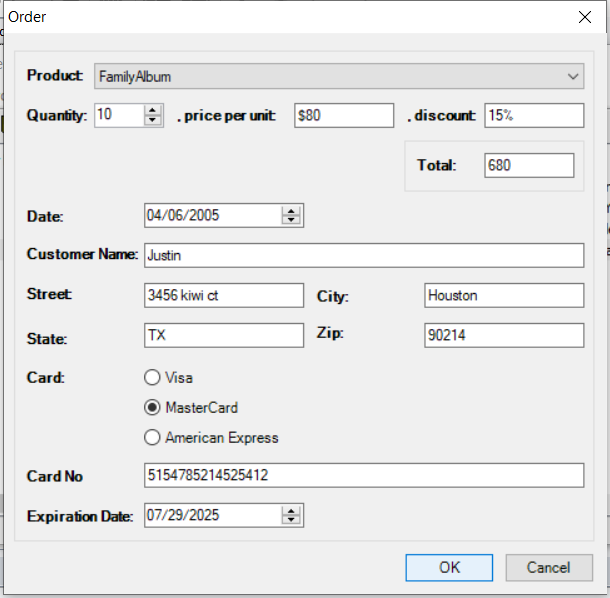 Order
Product: FamilyAlbum
Quantity: 10 . price per unit: $80 . discount: 15%
Total: 680
Date: 04/06/2005
Customer Name: Justin
Street: 3456 kiwi ct City: Houston
State: TX Zip: 90214
Card: Visa
MasterCard
American Express
Card No 5154785214525412
Expiration Date: 07/29/2025
OK Cancel